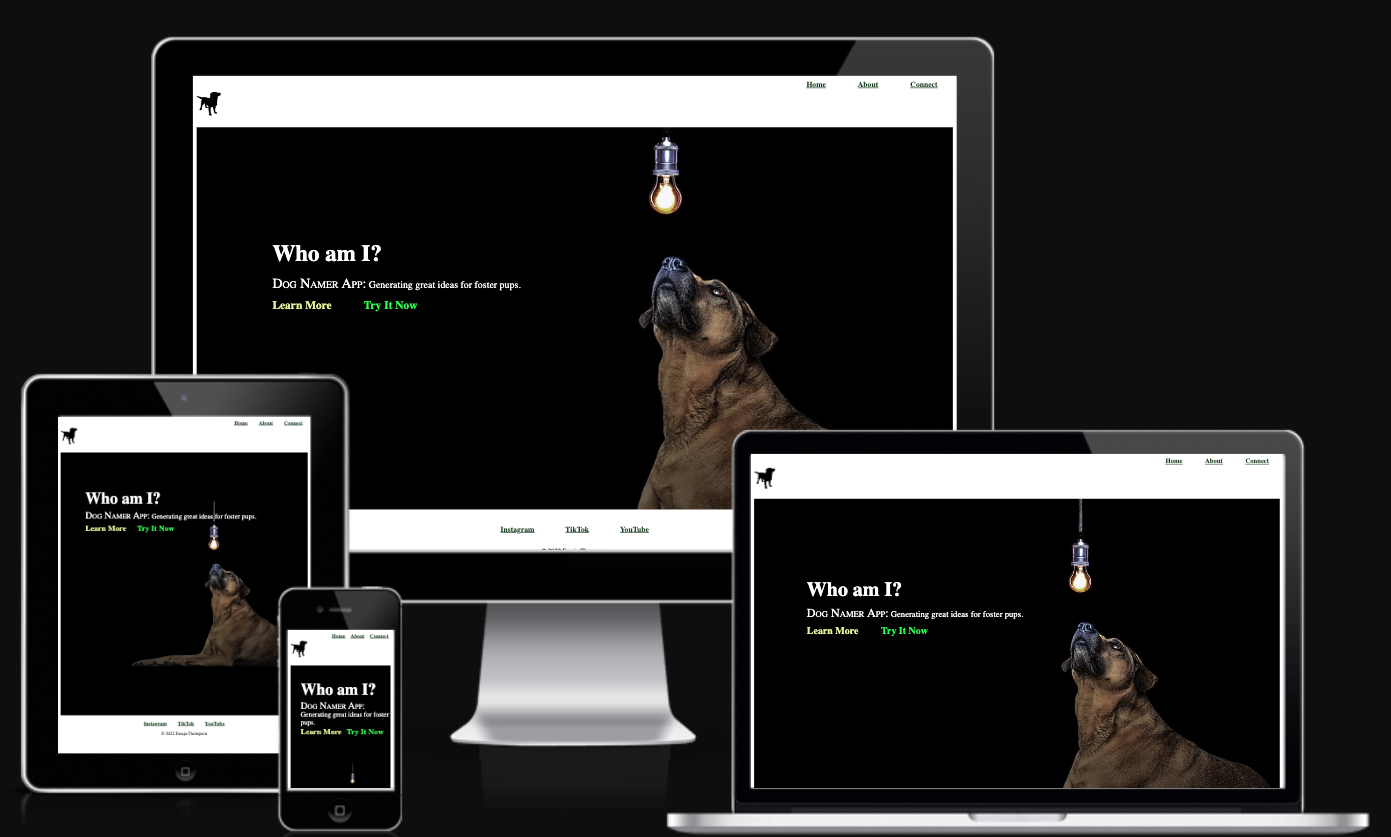 Home About Connect
Who am I?
Dog Namer App: Generating great ideas for foster pups.
Learn More Try It Now
Instagram TikTok YouTube
Home About Connect
Who am I?
Dog Namer App: Generating great ideas for foster pups.
Learn More Try It Now
Instagram TikTok YouTube
Home About Connect
Who am I?
Dog Namer App:
Generating great ideas for foster
pups.
Learn More Try It Now
Home About Connect
Who am I?
Dog Namer App: Generating great ideas for foster pups.
Learn More Try It Now